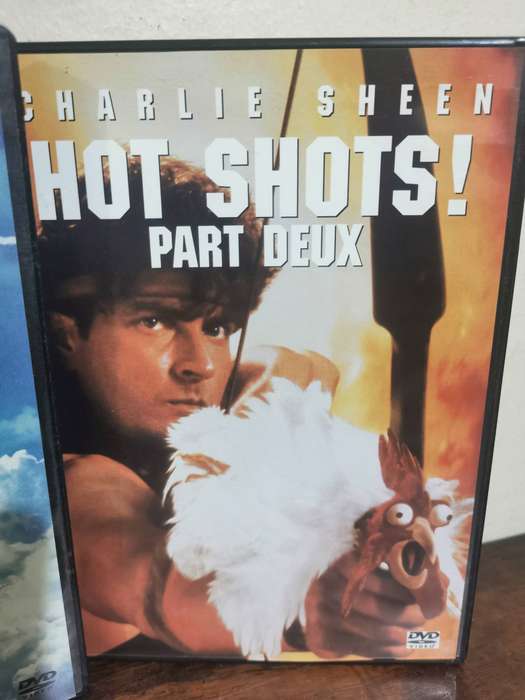 CHARLIE SHEEN
HOT SHOTS!
PART DEUX
DVD
VIDEO
DVD